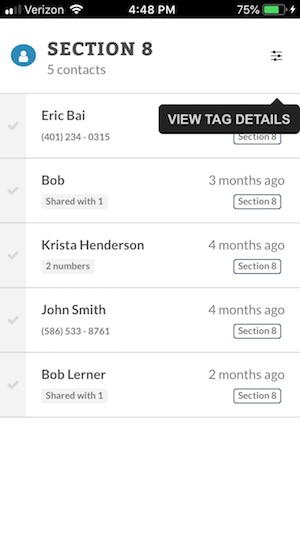 Verizon 4:48 PM 75%
SECTION 8
5 contacts
VIEW TAG DETAILS
Eric Bai
(401) 234 - 0315 Section 8
Bob 3 months ago
Shared with 1 Section 8
Krista Henderson 4 months ago
2 numbers Section 8
John Smith 4 months ago
(586) 533 - 8761 Section 8
Bob Lerner 2 months ago
Shared with 1 Section 8